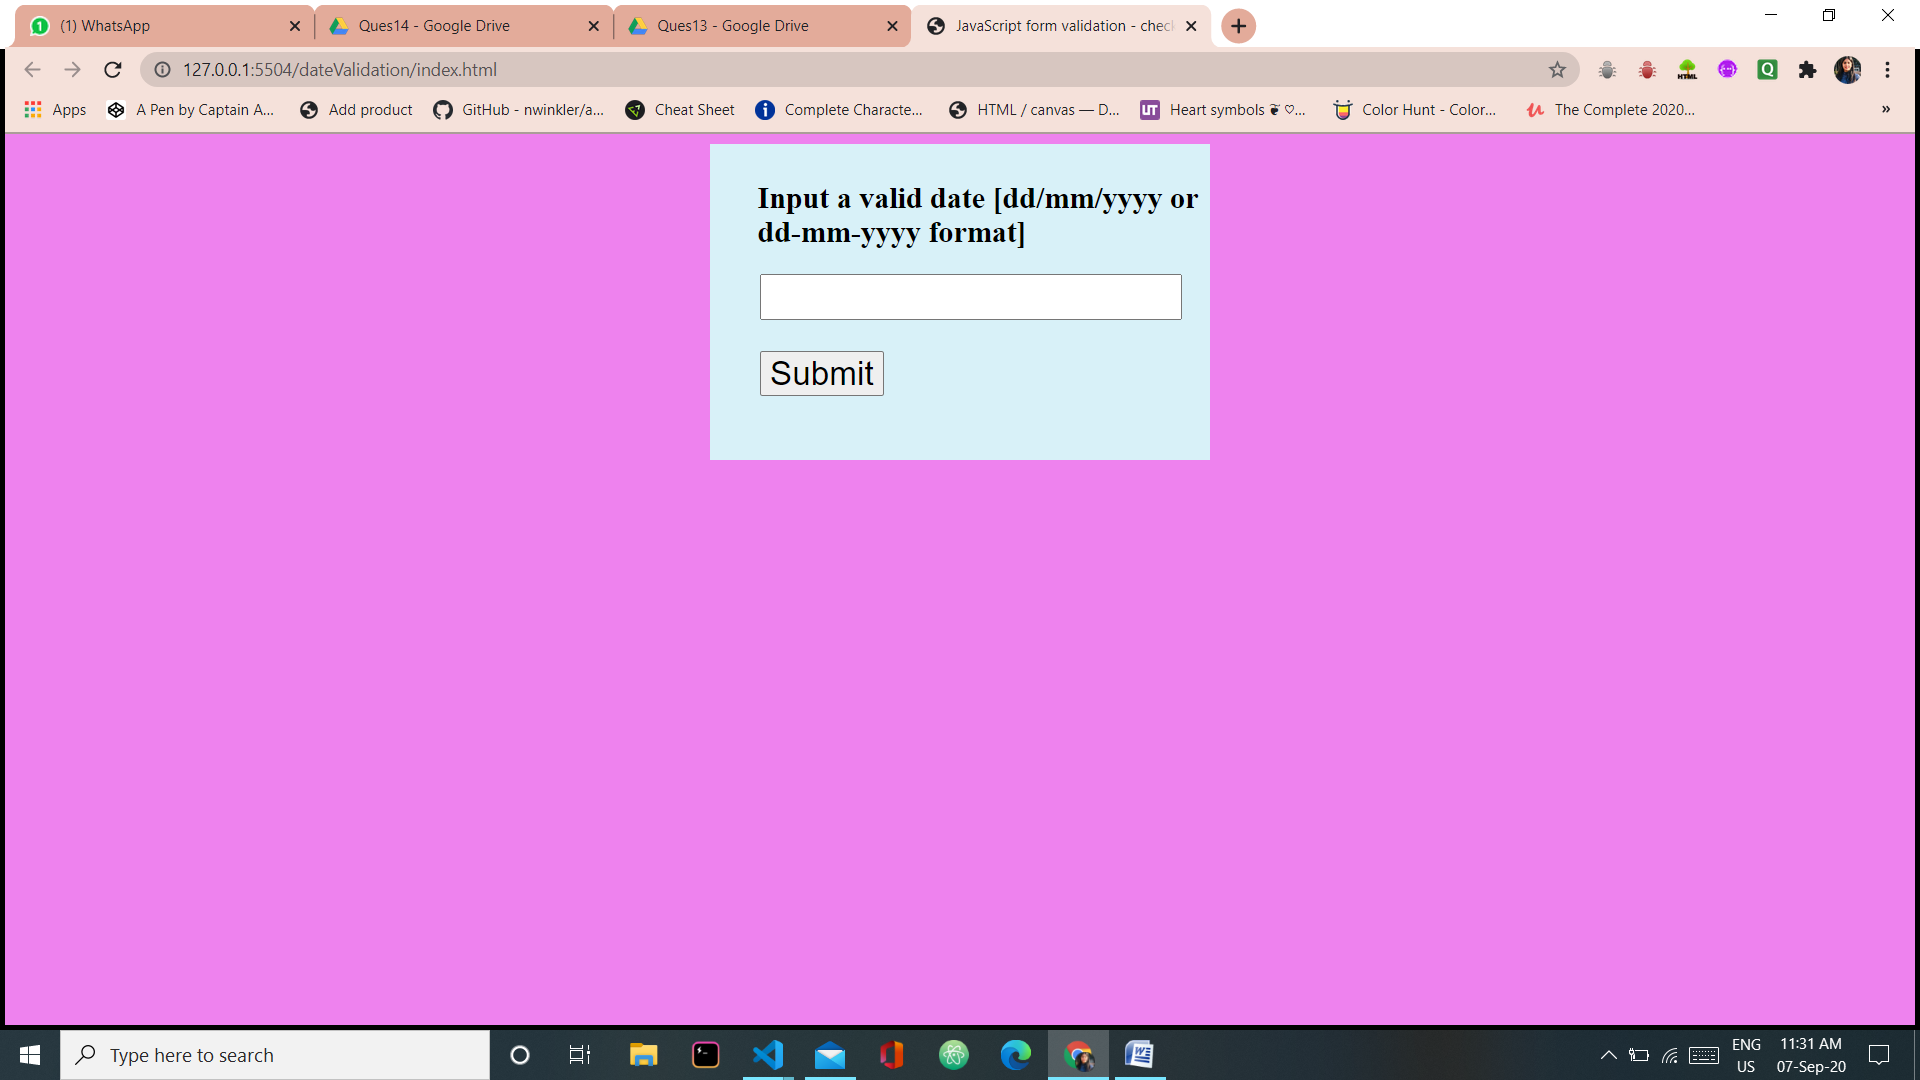 (1) WhatsApp
Ques14 - Google Drive
Ques13 - Google Drive
JavaScript form validation - chec
127.0.0.1:5504/dateValidation/index.html
HTML
Q
Apps
A Pen by Captain A...
Add product
GitHub - nwinkler/a...
Cheat Sheet
Complete Characte...
HTML / canvas — D...
UT
Heart symbols ❦ ♡...
Color Hunt - Color...
The Complete 2020...
»
Input a valid date [dd/mm/yyyy or
dd-mm-yyyy format]
Submit
Type here to search
ENG
US
11:31 AM
07-Sep-20